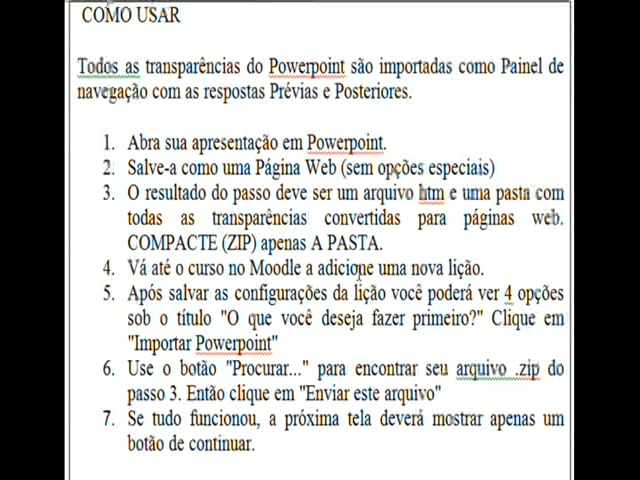 COMO USAR
Todos as transparências do Powerpoint são importadas como Painel de
navegação com as respostas Prévias e Posteriores.
1. Abra sua apresentação em Powerpoint.
2. Salve-a como uma Página Web (sem opções especiais)
3. O resultado do passo deve ser um arquivo htm e uma pasta com
todas as transparências convertidas para páginas web.
COMPACTE (ZIP) apenas A PASTA.
4. Vá até o curso no Moodle a adicione uma nova lição.
5. Após salvar as configurações da lição você poderá ver 4 opções
sob o título "O que você deseja fazer primeiro?" Clique em
"Importar Powerpoint"
6. Use o botão "Procurar..." para encontrar seu arquivo .zip do
passo 3. Então clique em "Enviar este arquivo"
7. Se tudo funcionou, a próxima tela deverá mostrar apenas um
botão de continuar.